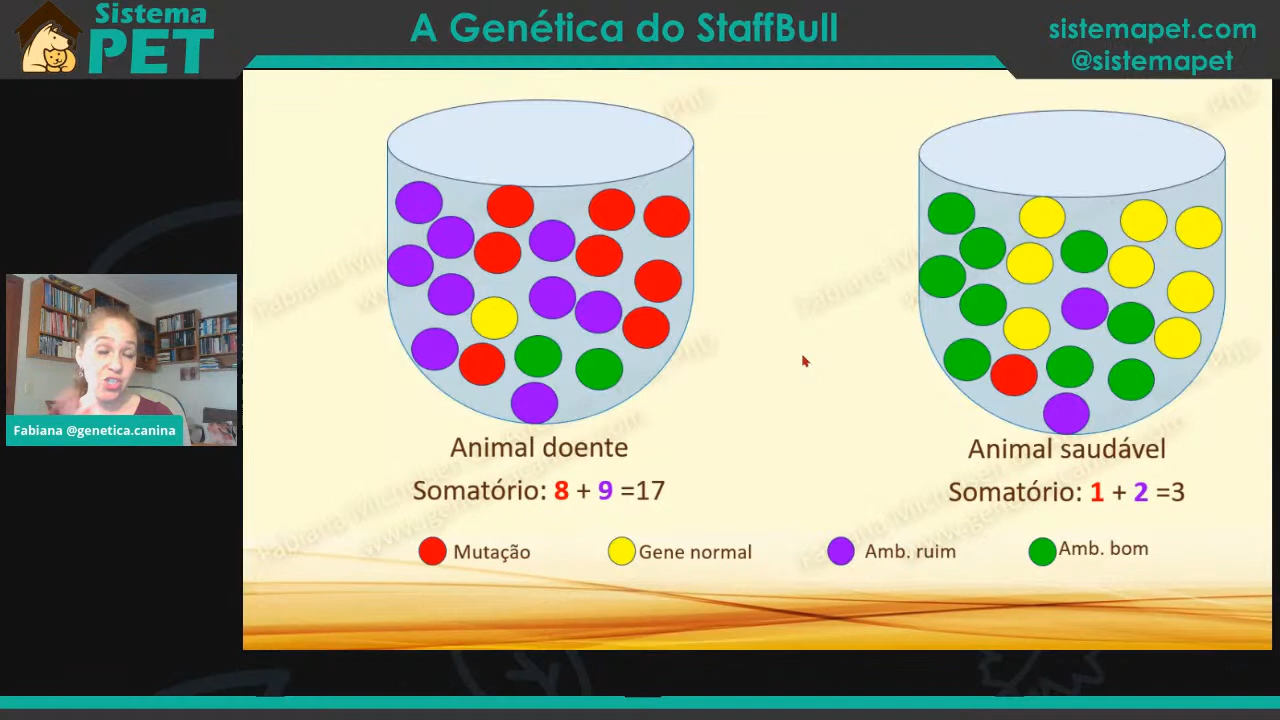 Sistema
PET
A Genética do StaffBull
sistemapet.com
@sistemapet
Fabiana @genetica.canina
Animal doente
Somatório: 8 + 9 =17
Animal saudável
Somatório: 1 + 2 =3
Mutação
Gene normal
Amb. ruim
Amb. bom